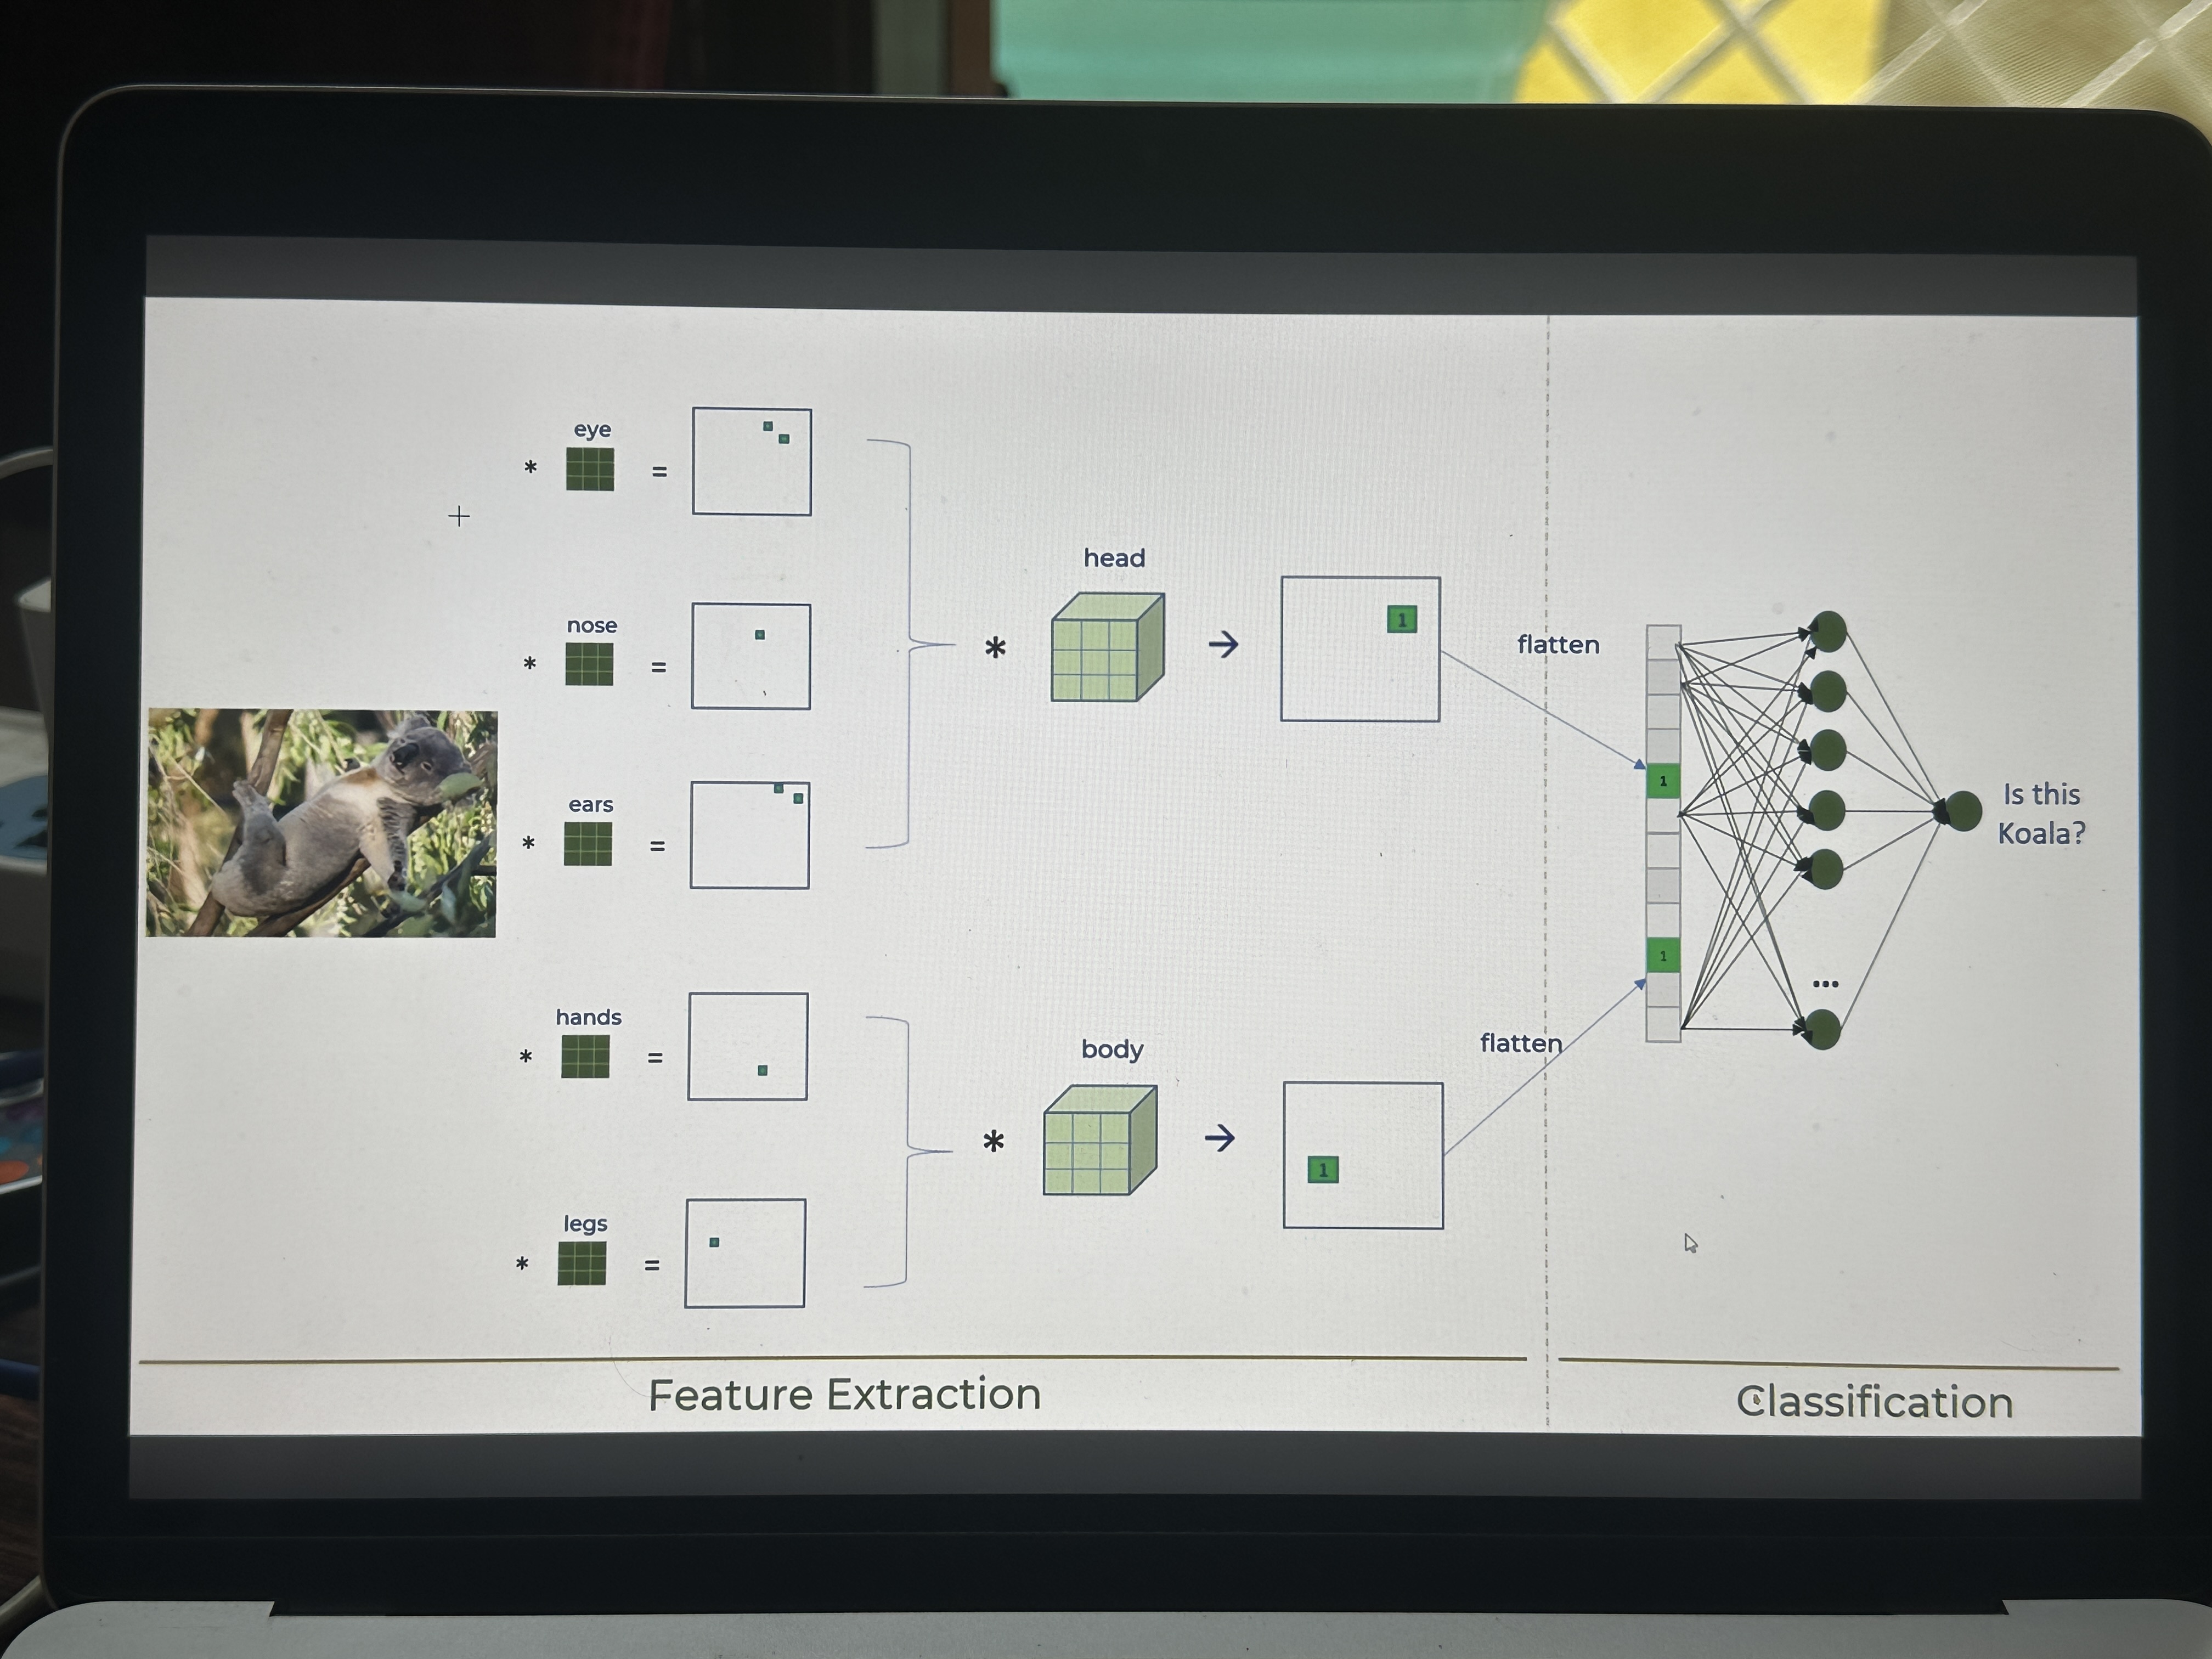 eye
* =
nose
* =
ears
* =
head
* →
1
flatten
hands
* =
legs
* =
body
* →
1
flatten
1
1
...
Is this
Koala?
Feature Extraction
Classification